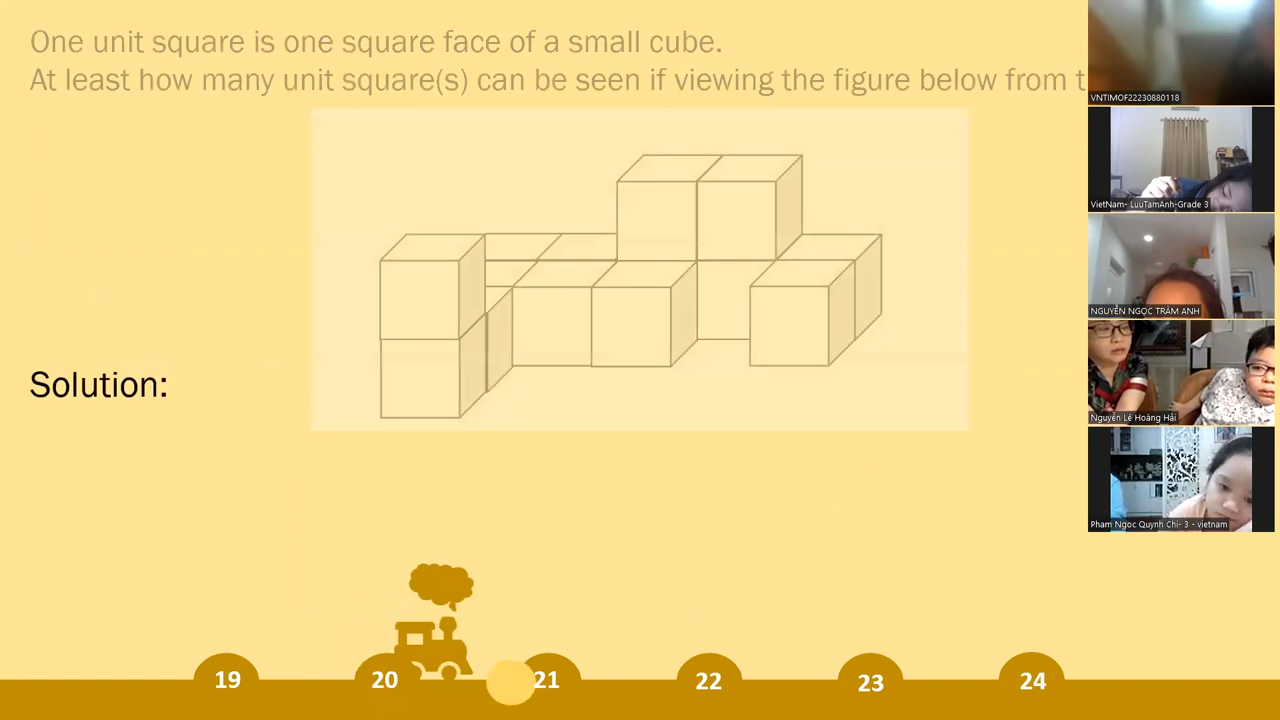 One unit square is one square face of a small cube.
At least how many unit square(s) can be seen if viewing the figure below from t
VNTIMOF22230880118
VietNam- LuuTamAnh-Grade 3
NGUYỄN NGỌC TRÂM ANH
Nguyễn Lê Hoàng Hải
Pham Ngoc Quynh Chi- 3 - vietnam
Solution:
19 20 21 22 23 24